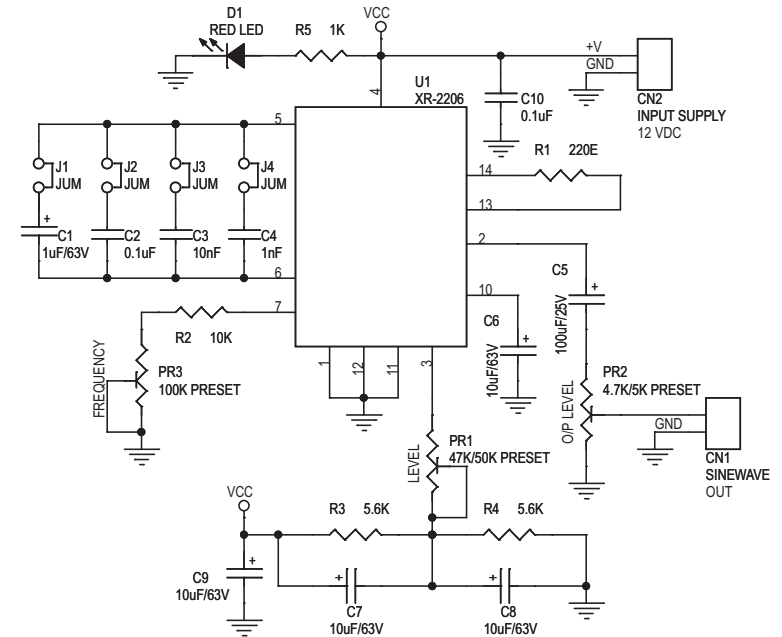 D1
RED LED
R5 1K
VCC
+V
GND
CN2
INPUT SUPPLY
12 VDC
4
U1
XR-2206
C10
0.1uF
R1 220E
5
14
13
J1
JUM
J2
JUM
J3
JUM
J4
JUM
+
C1
1uF/63V
C2
0.1uF
C3
10nF
C4
1nF
2
6
10
7
C5
+
100uF/25V
R2 10K
C6
+
10uF/63V
FREQUENCY
PR3
100K PRESET
1
12
11
3
PR2
4.7K/5K PRESET
O/P LEVEL
GND
CN1
SINEWAVE
OUT
LEVEL
PR1
47K/50K PRESET
VCC
R3 5.6K
R4 5.6K
+
C9
10uF/63V
+
C7
10uF/63V
+
C8
10uF/63V